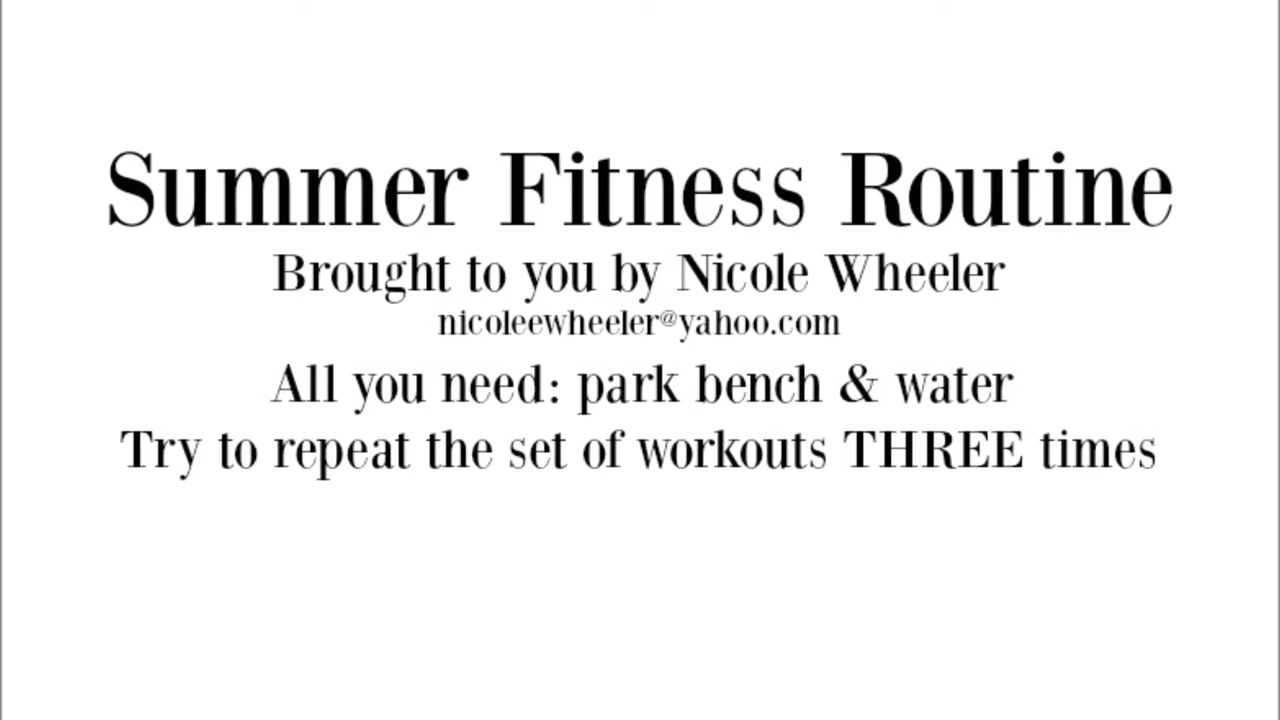 Summer Fitness Routine
Brought to you by Nicole Wheeler
nicoleewheeler@yahoo.com
All you need: park bench & water
Try to repeat the set of workouts THREE times